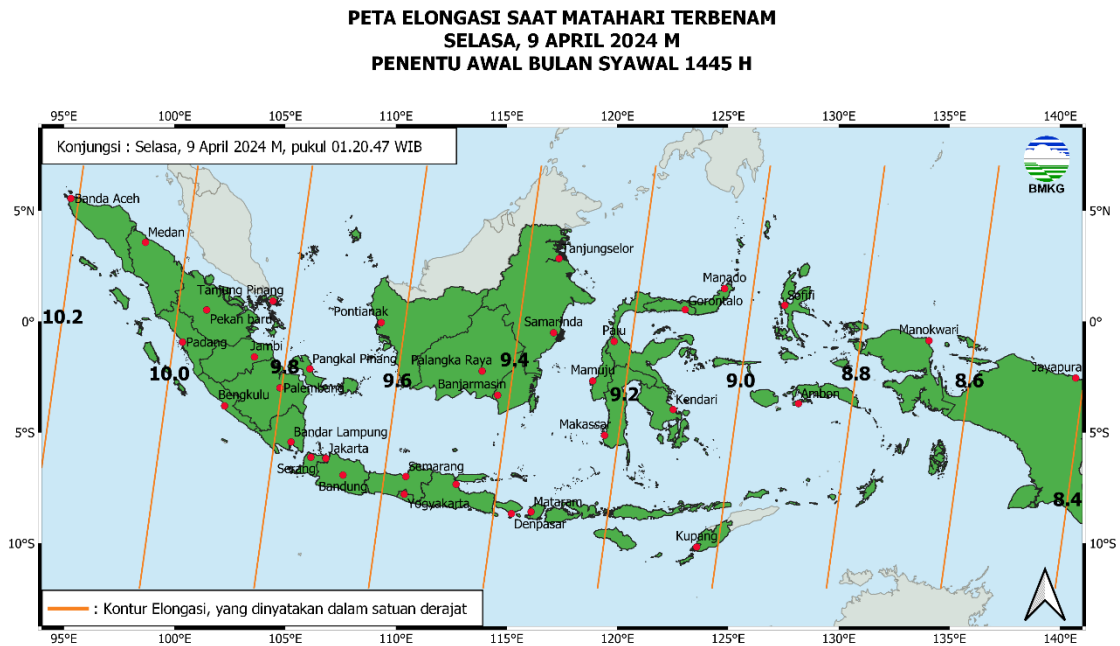 PETA ELONGASI SAAT MATAHARI TERBENAM
SELASA, 9 APRIL 2024 M
PENENTU AWAL BULAN SYAWAL 1445 H
95°E 100°E 105°E 110°E 115°E 120°E 125°E 130°E 135°E 140°E
Konjungsi : Selasa, 9 April 2024 M, pukul 01.20.47 WIB
BMKG
5°N 5°N
Banda Aceh
Medan
Tanjungselor
Manado
Tanjung Pinang
Sofifi
Gorontalo
Pontianak
Pekah baru
10.2
0° 0°
Samarinda
Palu
Manokwari
Padang
Jambi
Pangkal Pinang
Palangka Raya
9.4
Jayapura
10.0
9.8
9.6
Mamuju
9.0
8.8
8.6
Bengkulu
Palembang
Banjarmasin
9.2
Kendari
Ambon
Makassar
5°S 5°S
Bandar Lampung
Jakarta
Serang
Semarang
Bandung
Yogyakarta
Mataram
8.4
Denpasar
Kupang
10°S 10°S
: Kontur Elongasi, yang dinyatakan dalam satuan derajat
95°E 100°E 105°E 110°E 115°E 120°E 125°E 130°E 135°E 140°E